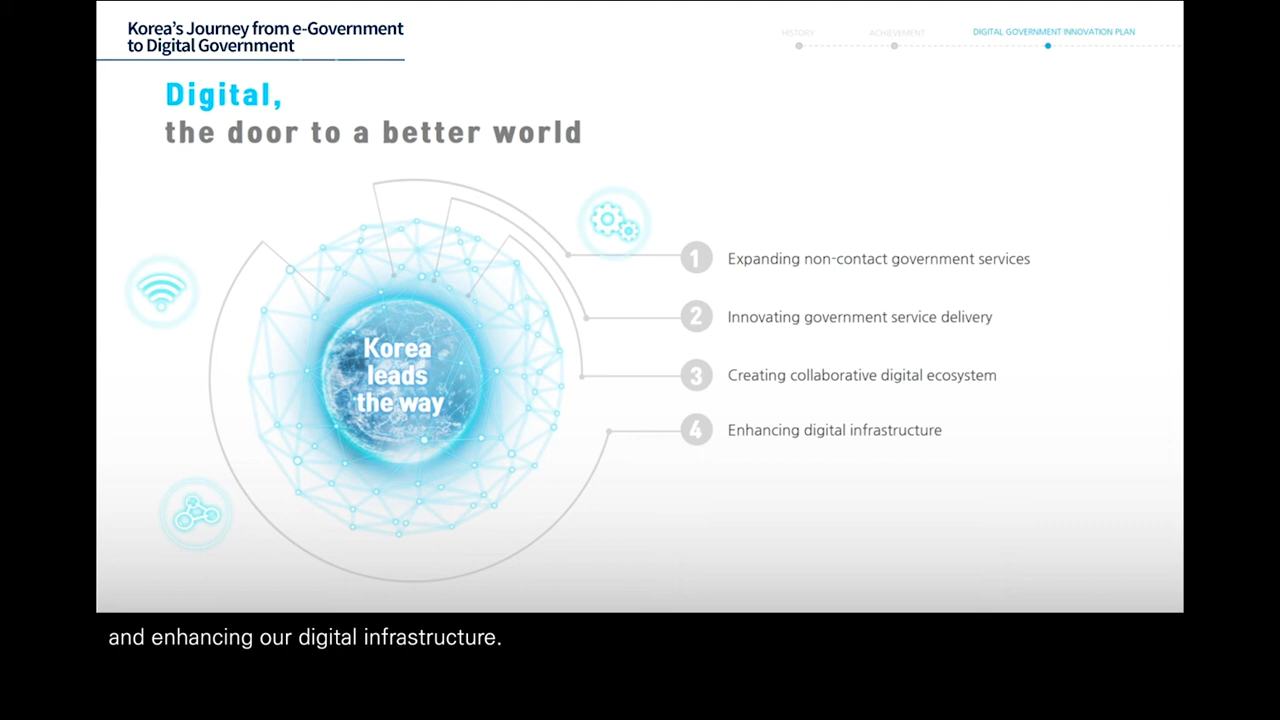 Korea's Journey from e-Government
to Digital Government
HISTORY
ACHIEVEMENT
DIGITAL GOVERNMENT INNOVATION PLAN
Digital,
the door to a better world
Korea
leads
the way
1 Expanding non-contact government services
2 Innovating government service delivery
3 Creating collaborative digital ecosystem
4 Enhancing digital infrastructure
and enhancing our digital infrastructure.